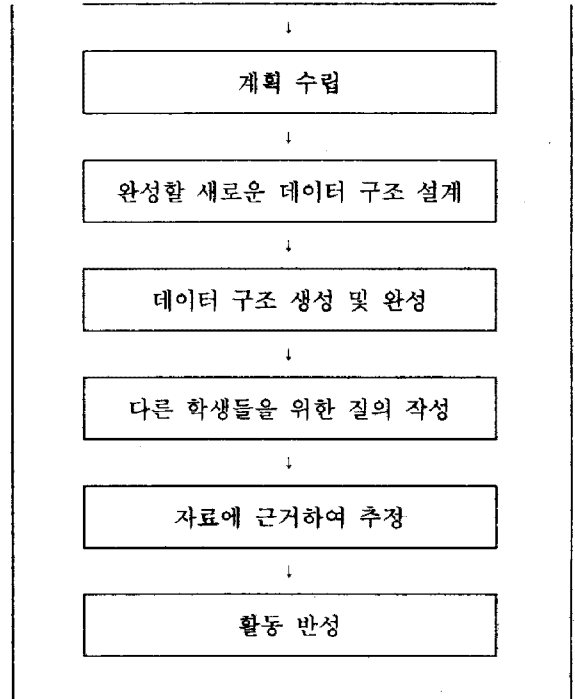 ↓
계획 수립
↓
완성할 새로운 데이터 구조 설계
↓
데이터 구조 생성 및 완성
↓
다른 학생들을 위한 질의 작성
↓
자료에 근거하여 추정
↓
활동 반성